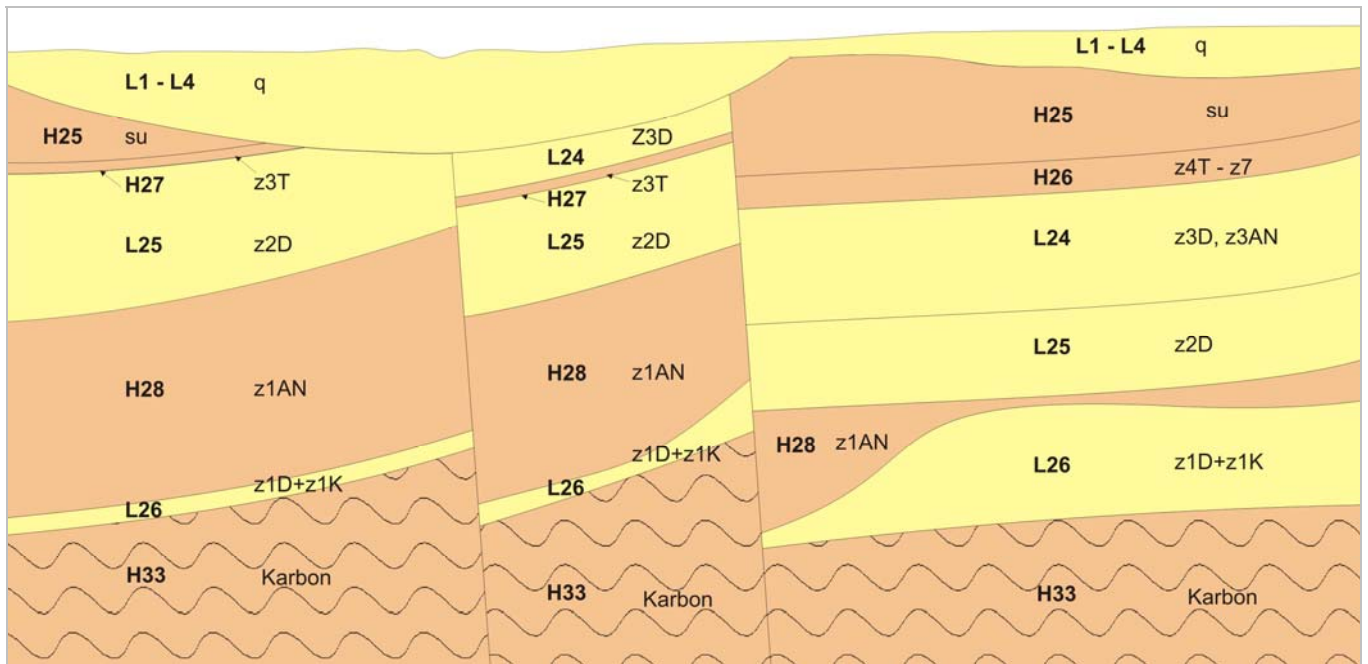 L1 - L4 q
L1 - L4 q
H25 su
H27 z3T
L25 z2D
H28 z1AN
z1D+z1K
L26
H33 Karbon
Z3D
L24
z3T
H27
L25 z2D
H28 z1AN
z1D+z1K
L26
H33 Karbon
H25 su
H26 z4T - z7
L24 z3D, z3AN
L25 z2D
H28 z1AN
L26 z1D+z1K
H33 Karbon